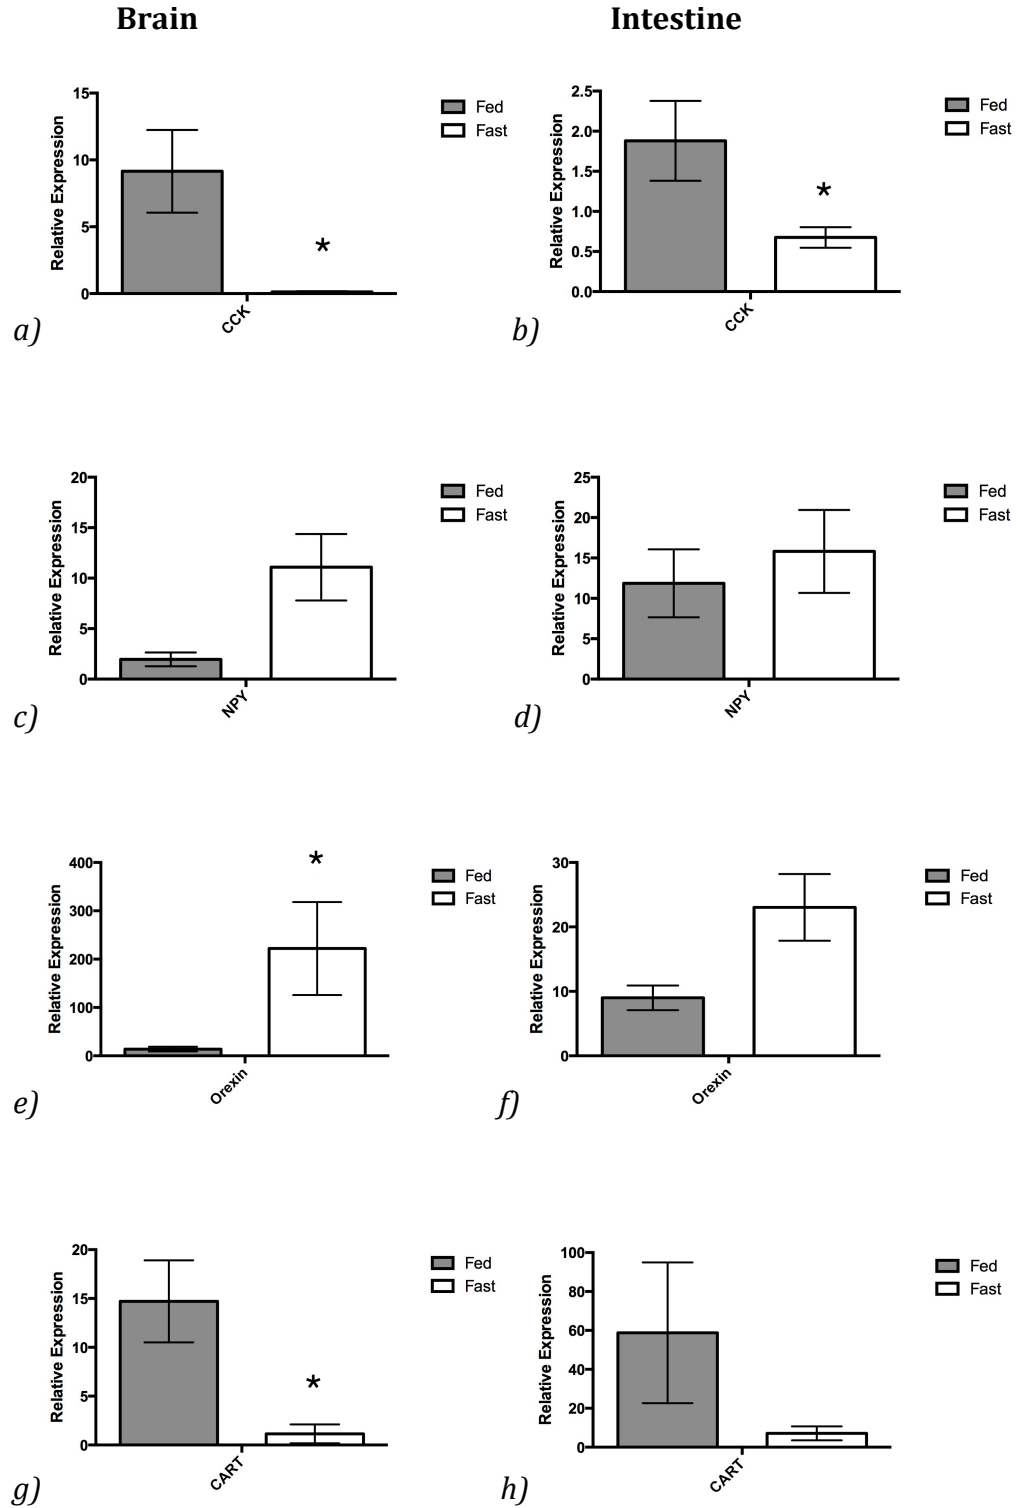 Brain
Intestine
15
10
5
0
Relative Expression
*
CCK
Fed
Fast
a)
2.5
2.0
1.5
1.0
0.5
0.0
Relative Expression
*
CCK
Fed
Fast
b)
20
15
10
5
0
Relative Expression
NPY
Fed
Fast
c)
25
20
15
10
5
0
Relative Expression
NPY
Fed
Fast
d)
400
300
200
100
0
Relative Expression
*
Orexin
Fed
Fast
e)
30
20
10
0
Relative Expression
Orexin
Fed
Fast
f)
20
15
10
5
0
Relative Expression
*
CART
Fed
Fast
g)
100
80
60
40
20
0
Relative Expression
CART
Fed
Fast
h)